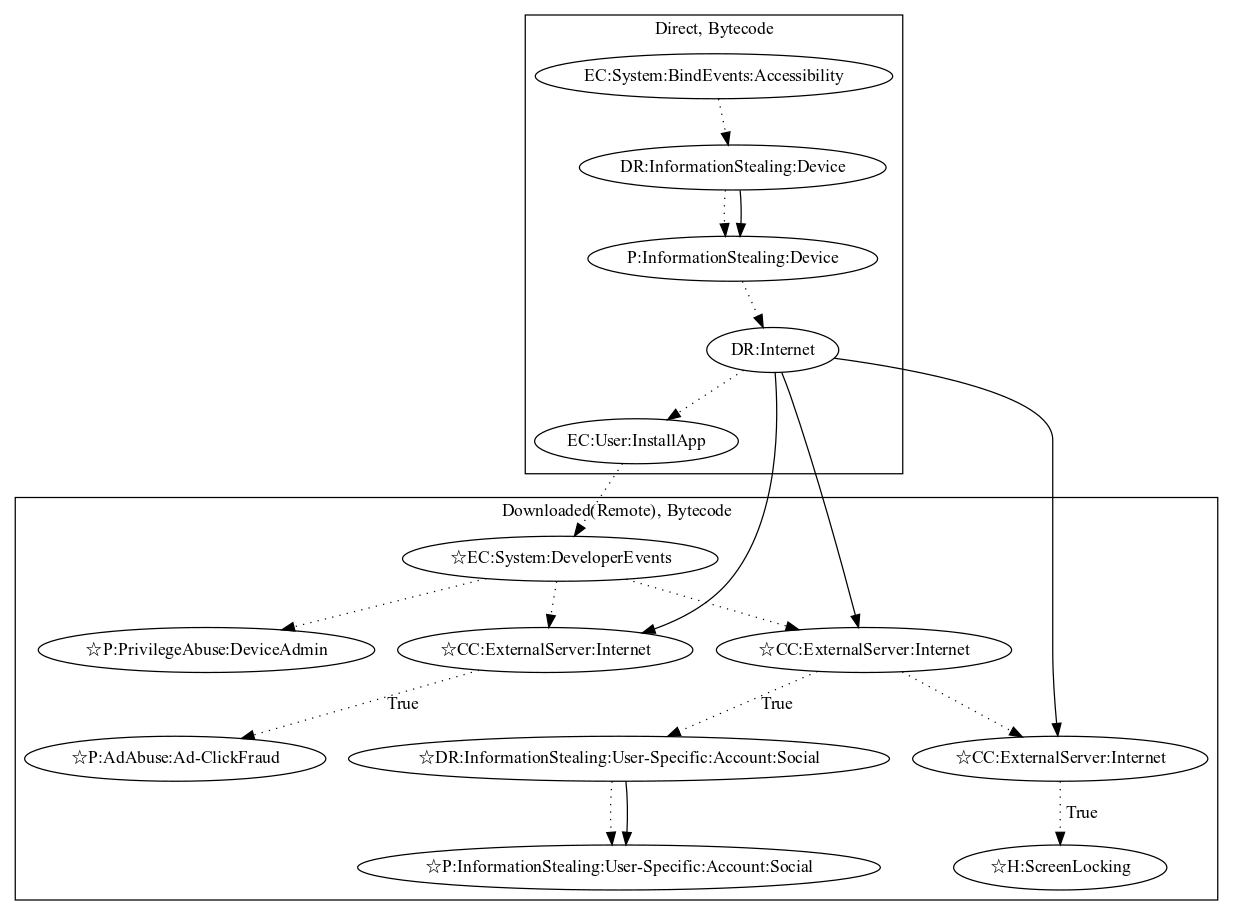 Direct, Bytecode
EC:System:BindEvents:Accessibility
DR:InformationStealing:Device
P:InformationStealing:Device
DR:Internet
EC:User:InstallApp
Downloaded(Remote), Bytecode
☆EC:System:DeveloperEvents
☆P:PrivilegeAbuse:DeviceAdmin
☆CC:ExternalServer:Internet
☆CC:ExternalServer:Internet
True
True
☆P:AdAbuse:Ad-ClickFraud
☆DR:InformationStealing:User-Specific:Account:Social
☆CC:ExternalServer:Internet
True
☆P:InformationStealing:User-Specific:Account:Social
☆H:ScreenLocking